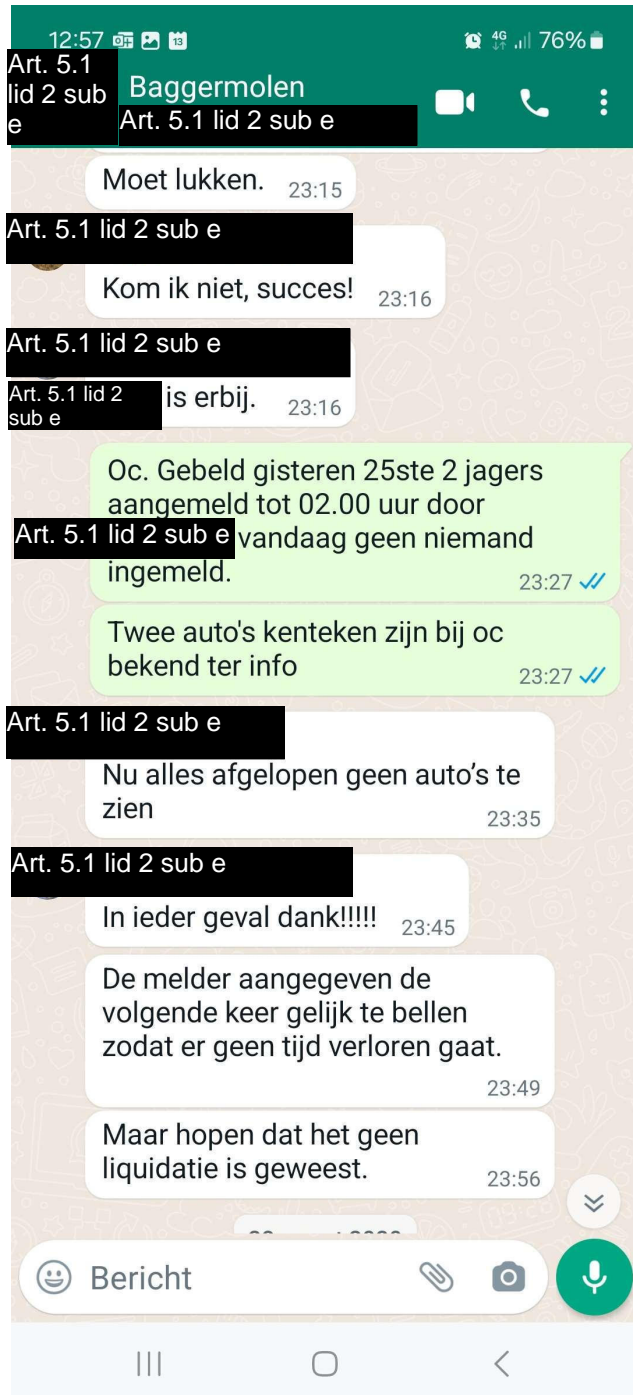 12:57 13 4G 76%
Art. 5.1
lid 2 sub
e
Baggermolen
Art. 5.1 lid 2 sub e
Moet lukken. 23:15
Art. 5.1 lid 2 sub e
Kom ik niet, succes! 23:16
Art. 5.1 lid 2 sub e
Art. 5.1 lid 2
sub e
is erbij. 23:16
Oc. Gebeld gisteren 25ste 2 jagers
aangemeld tot 02.00 uur door
Art. 5.1 lid 2 sub e vandaag geen niemand
ingemeld. 23:27
Twee auto's kenteken zijn bij oc
bekend ter info 23:27
Art. 5.1 lid 2 sub e
Nu alles afgelopen geen auto's te
zien 23:35
Art. 5.1 lid 2 sub e
In ieder geval dank!!!!! 23:45
De melder aangegeven de
volgende keer gelijk te bellen
zodat er geen tijd verloren gaat.
23:49
Maar hopen dat het geen
liquidatie is geweest. 23:56
Bericht